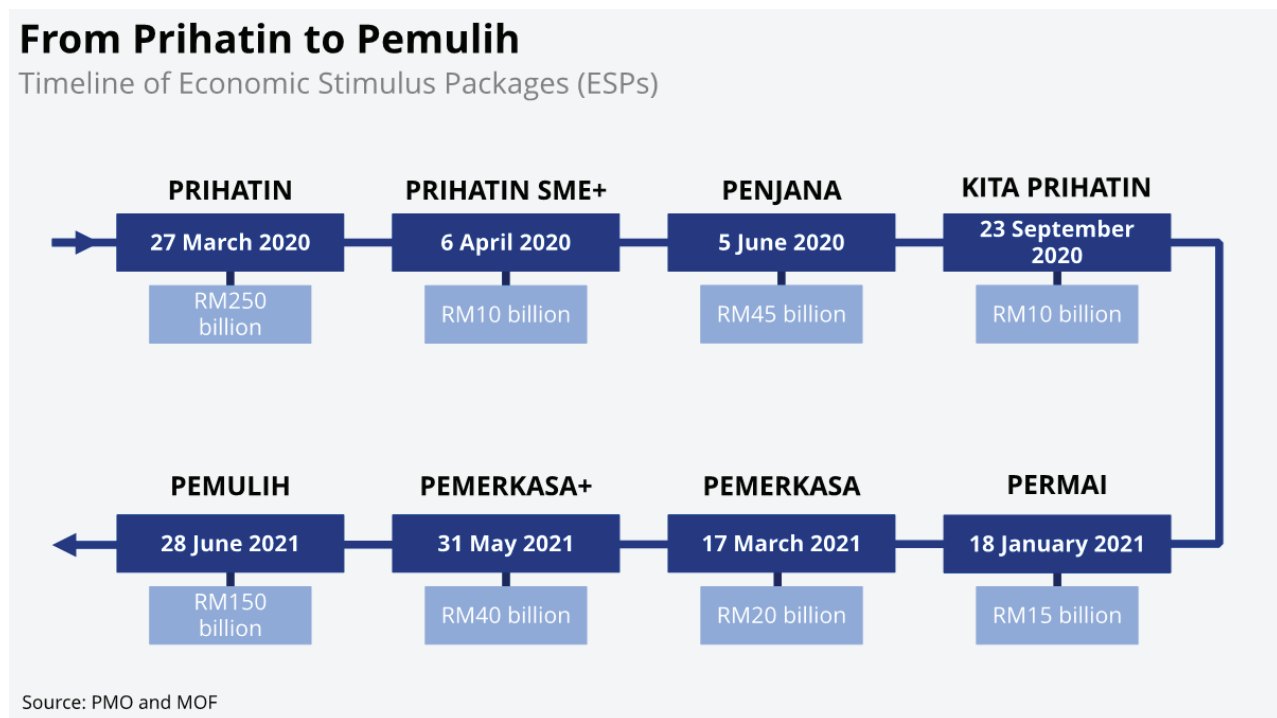 From Prihatin to Pemulih
Timeline of Economic Stimulus Packages (ESPs)
PRIHATIN
27 March 2020
RM250
billion
PRIHATIN SME+
6 April 2020
RM10 billion
PENJANA
5 June 2020
RM45 billion
KITA PRIHATIN
23 September
2020
RM10 billion
PERMAI
18 January 2021
RM15 billion
PEMERKASA
17 March 2021
RM20 billion
PEMERKASA+
31 May 2021
RM40 billion
PEMULIH
28 June 2021
RM150
billion
Source: PMO and MOF